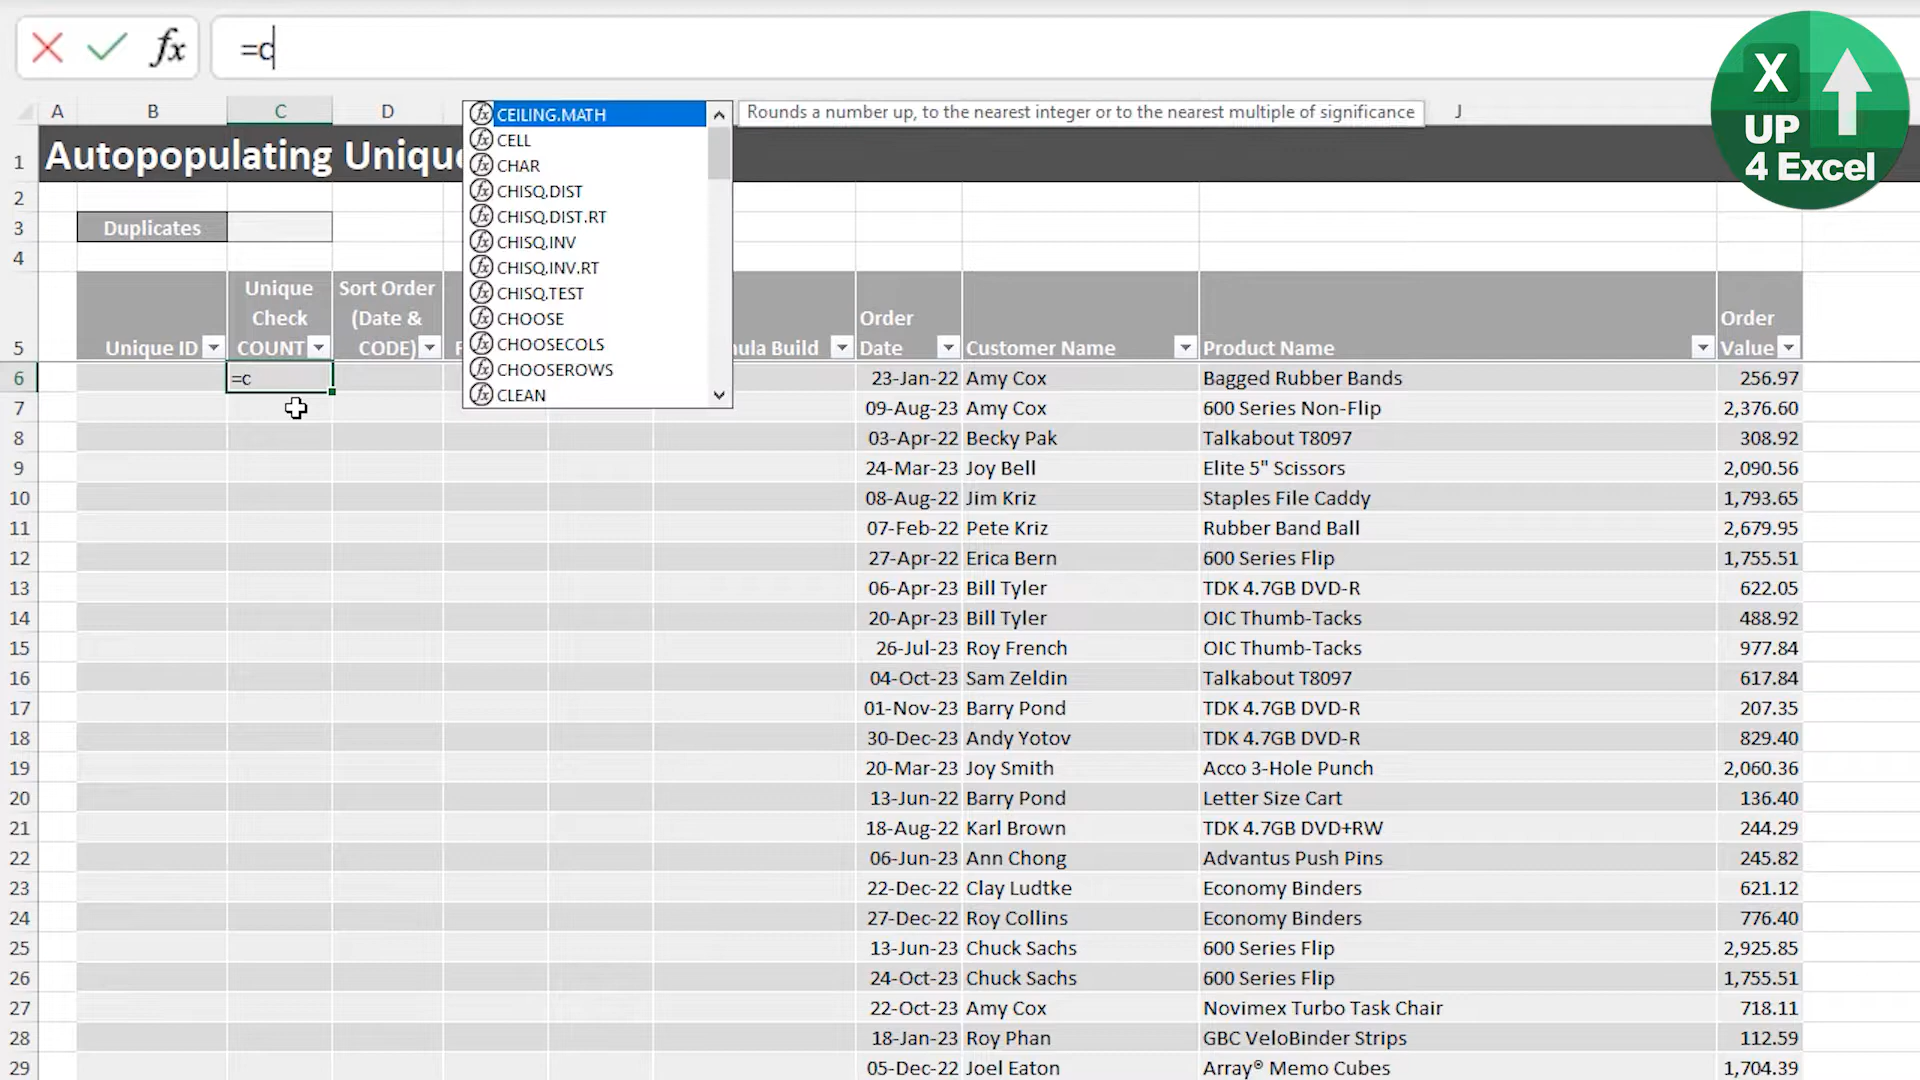 =c
X
UP
4 Excel
A B C D J
CEILING.MATH
Rounds a number up, to the nearest integer or to the nearest multiple of significance
CELL
CHAR
CHISQ.DIST
CHISQ.DIST.RT
CHISQ.INV
CHISQ.INV.RT
CHISQ.TEST
CHOOSE
CHOOSECOLS
CHOOSEROWS
CLEAN
1 Autopopulating Unique
2
3 Duplicates
4
5 Unique ID
Unique
Check
COUNT
Sort Order
(Date &
CODE)
ula Build
Order
Date
Customer Name
Product Name
Order
Value
6 =c 23-Jan-22 Amy Cox Bagged Rubber Bands 256.97
7 09-Aug-23 Amy Cox 600 Series Non-Flip 2,376.60
8 03-Apr-22 Becky Pak Talkabout T8097 308.92
9 24-Mar-23 Joy Bell Elite 5" Scissors 2,090.56
10 08-Aug-22 Jim Kriz Staples File Caddy 1,793.65
11 07-Feb-22 Pete Kriz Rubber Band Ball 2,679.95
12 27-Apr-22 Erica Bern 600 Series Flip 1,755.51
13 06-Apr-23 Bill Tyler TDK 4.7GB DVD-R 622.05
14 20-Apr-23 Bill Tyler OIC Thumb-Tacks 488.92
15 26-Jul-23 Roy French OIC Thumb-Tacks 977.84
16 04-Oct-23 Sam Zeldin Talkabout T8097 617.84
17 01-Nov-23 Barry Pond TDK 4.7GB DVD-R 207.35
18 30-Dec-23 Andy Yotov TDK 4.7GB DVD-R 829.40
19 20-Mar-23 Joy Smith Acco 3-Hole Punch 2,060.36
20 13-Jun-22 Barry Pond Letter Size Cart 136.40
21 18-Aug-22 Karl Brown TDK 4.7GB DVD+RW 244.29
22 06-Jun-23 Ann Chong Advantus Push Pins 245.82
23 22-Dec-22 Clay Ludtke Economy Binders 621.12
24 27-Dec-22 Roy Collins Economy Binders 776.40
25 13-Jun-23 Chuck Sachs 600 Series Flip 2,925.85
26 24-Oct-23 Chuck Sachs 600 Series Flip 1,755.51
27 22-Oct-23 Amy Cox Novimex Turbo Task Chair 718.11
28 18-Jan-23 Roy Phan GBC VeloBinder Strips 112.59
29 05-Dec-22 Joel Eaton Array® Memo Cubes 1,704.39